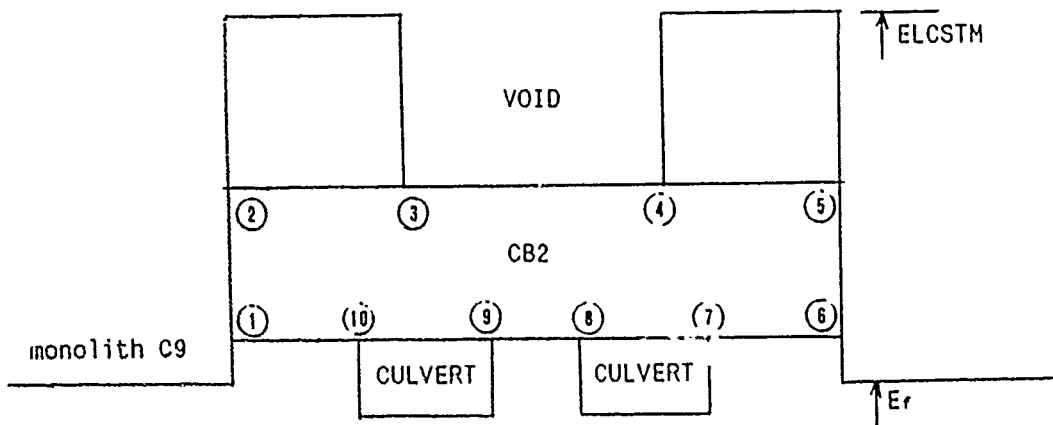 ELCSTM
VOID
2 3 4 5
CB2
1 (10) 9 8 (7) 6
monolith C9
CULVERT CULVERT
Ef